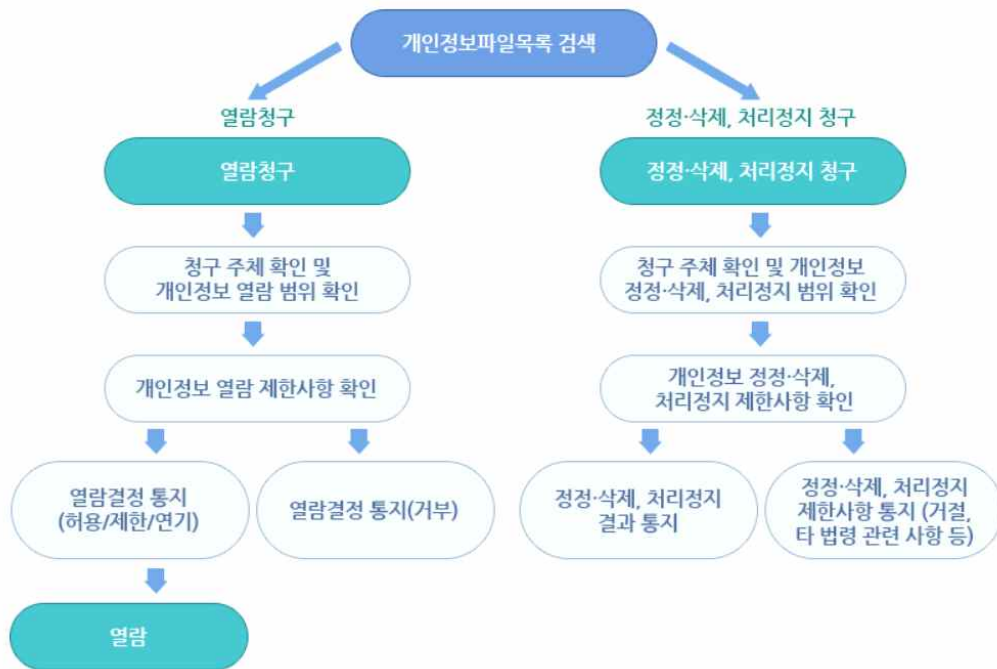 개인정보파일목록 검색
열람청구
열람청구
청구 주체 확인 및
개인정보 열람 범위 확인
개인정보 열람 제한사항 확인
열람결정 통지
(허용/제한/연기)
열람결정 통지(거부)
열람
정정·삭제, 처리정지 청구
정정·삭제, 처리정지 청구
청구 주체 확인 및 개인정보
정정·삭제, 처리정지 범위 확인
개인정보 정정·삭제,
처리정지 제한사항 확인
정정·삭제, 처리정지
결과 통지
정정·삭제, 처리정지
제한사항 통지 (거절,
타 법령 관련 사항 등)